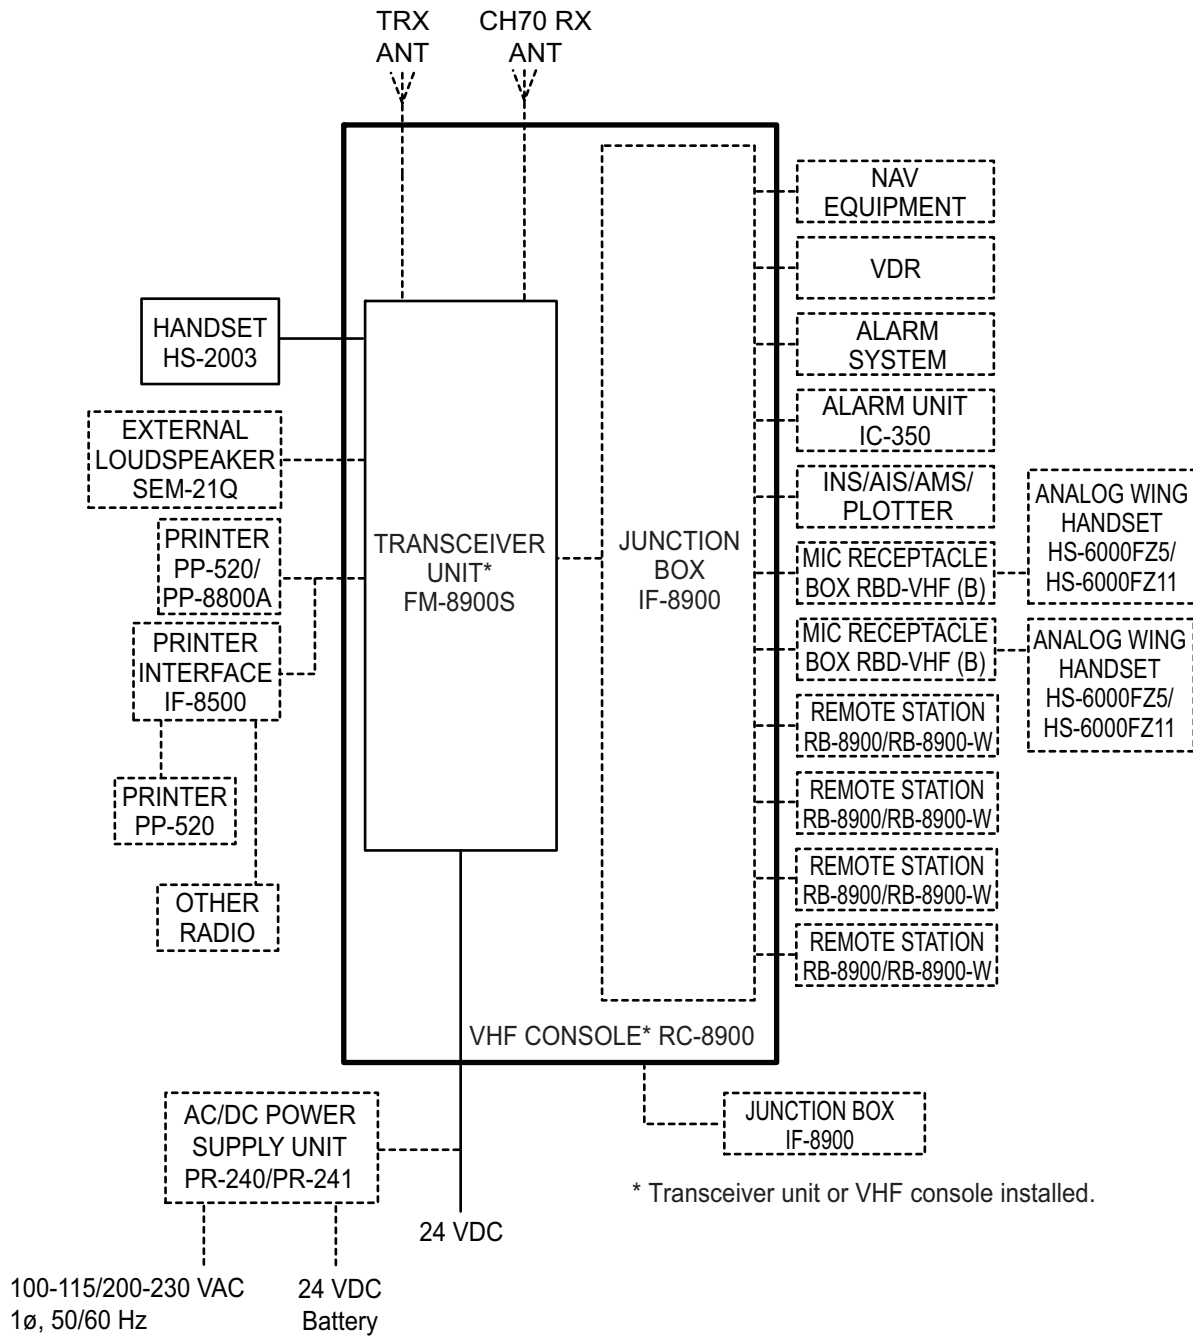 TRX
ANT
CH70 RX
ANT
NAV
EQUIPMENT
VDR
HANDSET
HS-2003
ALARM
SYSTEM
EXTERNAL
LOUDSPEAKER
SEM-21Q
ALARM UNIT
IC-350
INS/AIS/AMS/
PLOTTER
ANALOG WING
HANDSET
HS-6000FZ5/
HS-6000FZ11
PRINTER
PP-520/
PP-8800A
TRANSCEIVER
UNIT*
FM-8900S
JUNCTION
BOX
IF-8900
MIC RECEPTACLE
BOX RBD-VHF (B)
PRINTER
INTERFACE
IF-8500
MIC RECEPTACLE
BOX RBD-VHF (B)
ANALOG WING
HANDSET
HS-6000FZ5/
HS-6000FZ11
REMOTE STATION
RB-8900/RB-8900-W
PRINTER
PP-520
REMOTE STATION
RB-8900/RB-8900-W
REMOTE STATION
RB-8900/RB-8900-W
OTHER
RADIO
REMOTE STATION
RB-8900/RB-8900-W
VHF CONSOLE* RC-8900
AC/DC POWER
SUPPLY UNIT
PR-240/PR-241
JUNCTION BOX
IF-8900
* Transceiver unit or VHF console installed.
24 VDC
100-115/200-230 VAC
1ø, 50/60 Hz
24 VDC
Battery